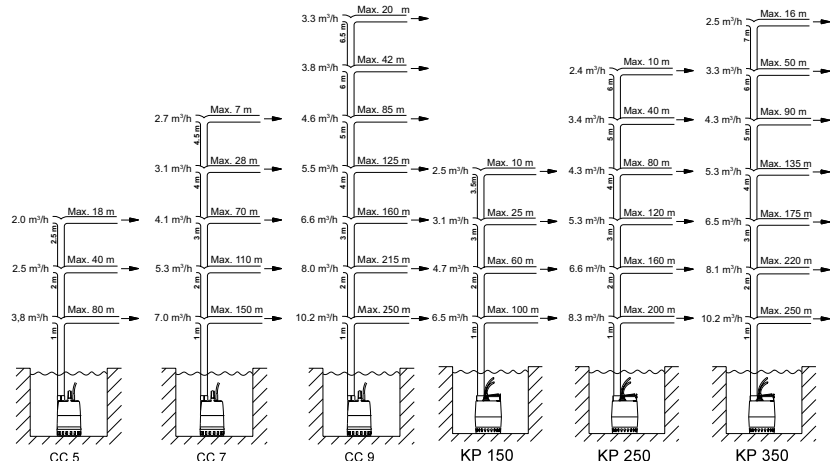 3.3 m³/h Max. 20 m
6.5 m
3.8 m³/h Max. 42 m
6 m
4.6 m³/h Max. 85 m
5 m
5.5 m³/h Max. 125 m
4 m
6.6 m³/h Max. 160 m
3 m
8.0 m³/h Max. 215 m
2 m
10.2 m³/h Max. 250 m
1 m
CC 9
2.0 m³/h Max. 18 m
2.5 m
2.5 m³/h Max. 40 m
2 m
3,8 m³/h Max. 80 m
1 m
CC 5
2.7 m³/h Max. 7 m
4.5 m
3.1 m³/h Max. 28 m
4 m
4.1 m³/h Max. 70 m
3 m
5.3 m³/h Max. 110 m
2 m
7.0 m³/h Max. 150 m
1 m
CC 7
2.5 m³/h Max. 10 m
3.5m
3.1 m³/h Max. 25 m
3 m
4.7 m³/h Max. 60 m
2 m
6.5 m³/h Max. 100 m
1 m
KP 150
2.4 m³/h Max. 10 m
6 m
3.4 m³/h Max. 40 m
5 m
4.3 m³/h Max. 80 m
4 m
5.3 m³/h Max. 120 m
3 m
6.6 m³/h Max. 160 m
2 m
8.3 m³/h Max. 200 m
1 m
KP 250
2.5 m³/h Max. 16 m
7 m
3.3 m³/h Max. 50 m
6 m
4.3 m³/h Max. 90 m
5 m
5.3 m³/h Max. 135 m
4 m
6.5 m³/h Max. 175 m
3 m
8.1 m³/h Max. 220 m
2 m
10.2 m³/h Max. 250 m
1 m
KP 350